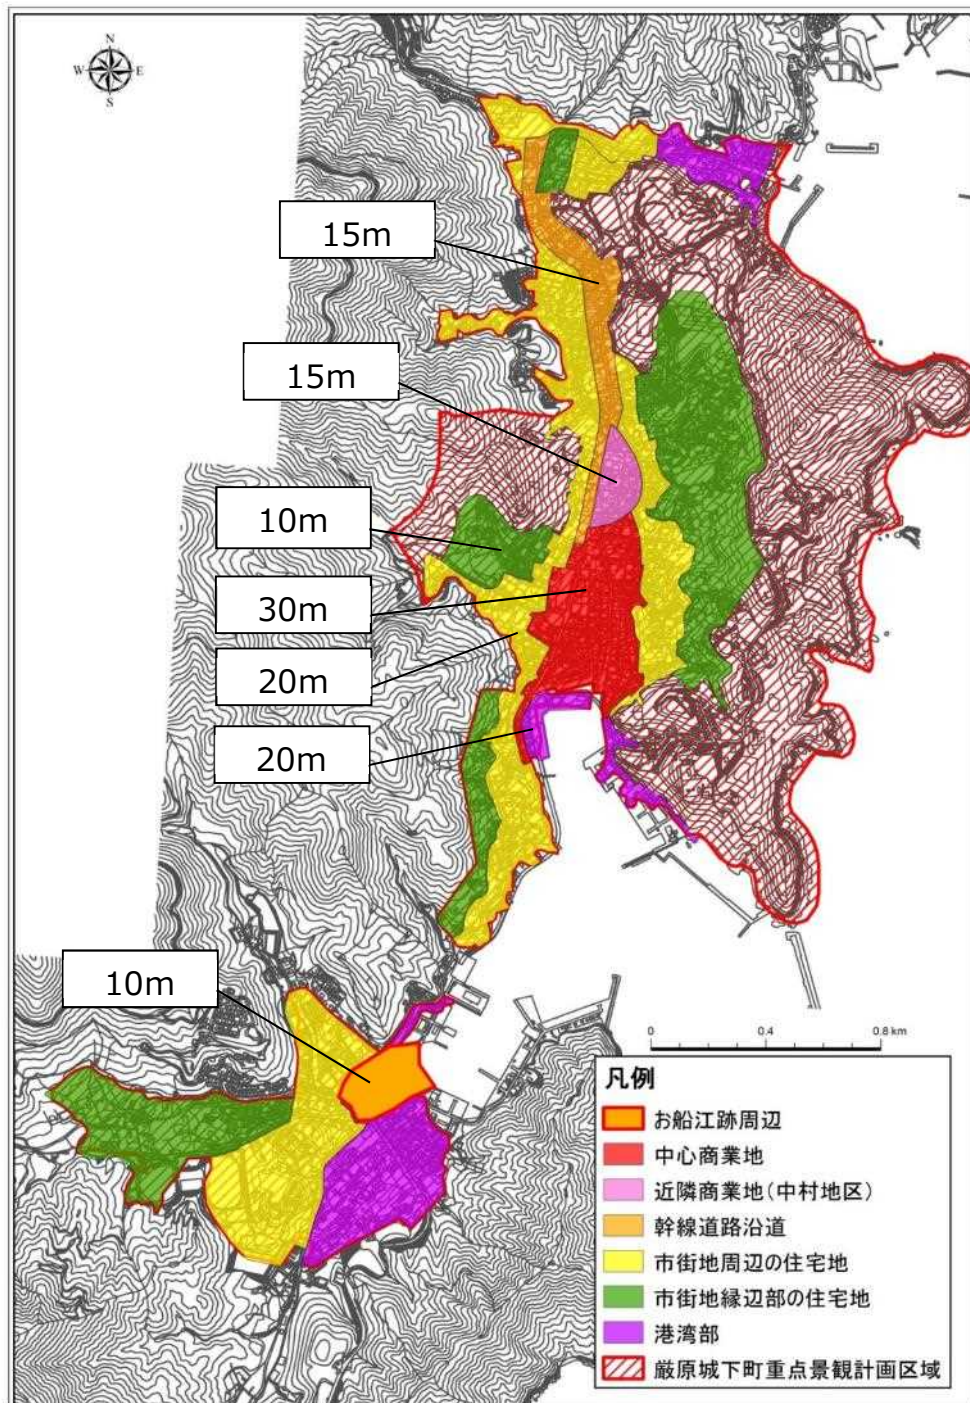 N
W E
S
15m
15m
10m
30m
20m
20m
10m
0 0.4 0.8 km
凡例
お船江跡周辺
中心商業地
近隣商業地(中村地区)
幹線道路沿道
市街地周辺の住宅地
市街地縁辺部の住宅地
港湾部
厳原城下町重点景観計画区域